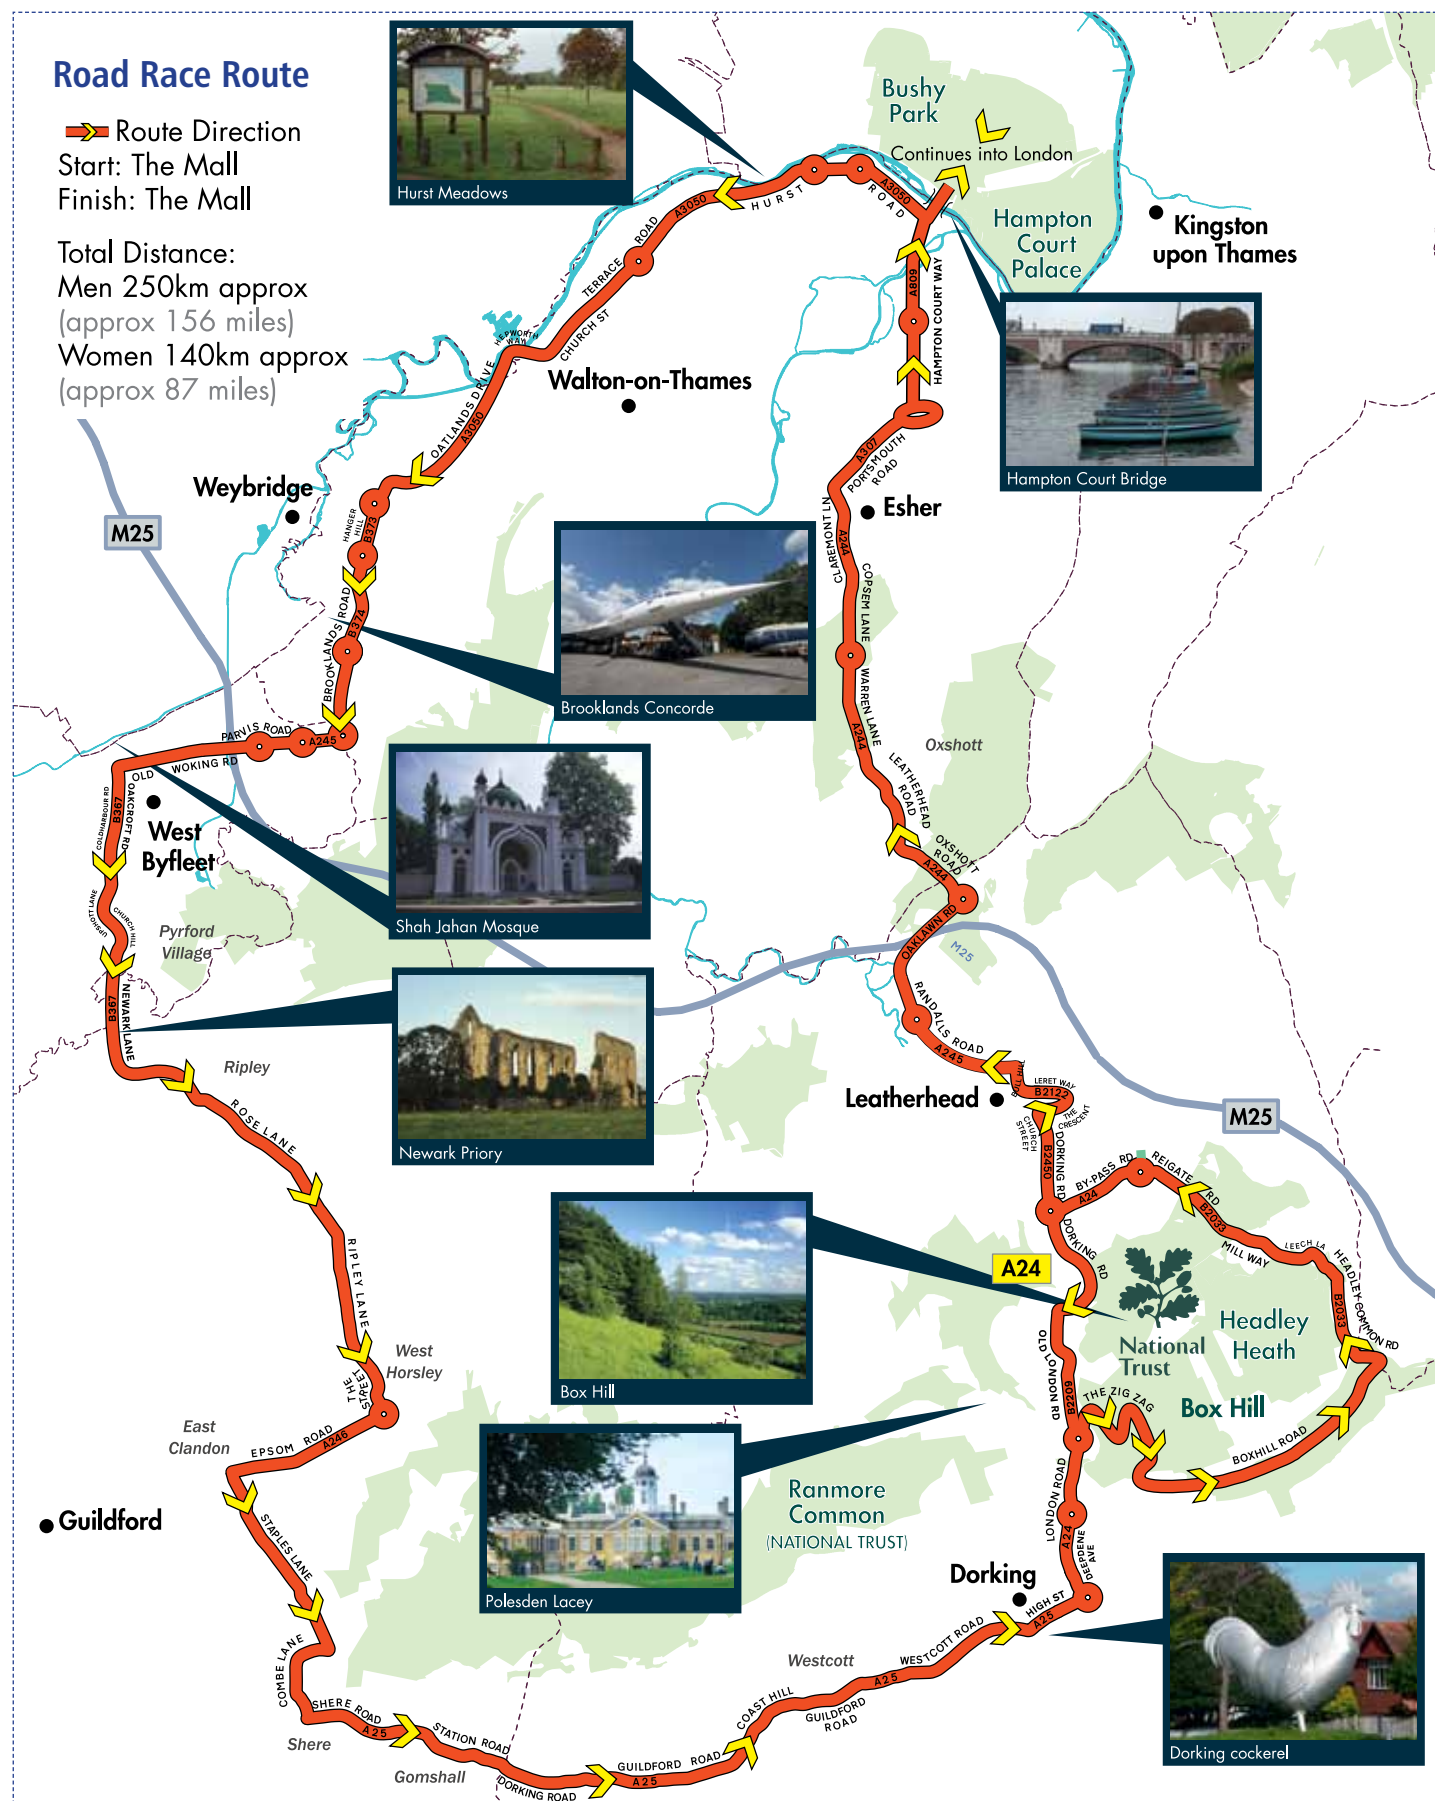 Road Race Route
Route Direction
Start: The Mall
Finish: The Mall
Total Distance:
Men 250km approx
(approx 156 miles)
Women 140km approx
(approx 87 miles)
Hurst Meadows
Bushy
Park
Continues into London
Hampton
Court
Palace
Kingston
upon Thames
Hampton Court Bridge
A3050
ROAD
HURST
A3050
TERRACE ROAD
CHURCH ST
HEPWORTH
WAY
OATLANDS DRIVE
A3050
Walton-on-Thames
Weybridge
M25
HANGER
HILL
B373
BROOKLANDS ROAD
B374
Brooklands Concorde
A245
PARVIS ROAD
OLD WOKING RD
Shah Jahan Mosque
West
Byfleet
COLDHARBOUR RD
B367
OAKCROFT RD
UPSHOTT LANE
CHURCH HILL
Pyrford
Village
B367
NEWARK LANE
Newark Priory
Ripley
ROSE LANE
RIPLEY LANE
THE
STREET
West
Horsley
East
Clandon
EPSOM ROAD
A246
Guildford
STAPLES LANE
COMBE LANE
SHERE ROAD
A25
Shere
STATION ROAD
Gomshall
DORKING ROAD
GUILDFORD ROAD
A25
COAST HILL
GUILDFORD
ROAD
Westcott
A25
WESTCOTT ROAD
Dorking
HIGH ST
A25
Dorking cockerel
DEEPDENE
AVE
A24
LONDON ROAD
Ranmore
Common
(NATIONAL TRUST)
Polesden Lacey
Box Hill
THE ZIG ZAG
Box Hill
BOXHILL ROAD
Headley
Heath
National
Trust
HEADLEY COMMON RD
B2033
LEECH LA
MILL WAY
B2033
REIGATE RD
BY-PASS RD
A24
A24
DORKING RD
OLD LONDON RD
B2209
M25
DORKING RD
B2450
CHURCH
STREET
THE
CRESCENT
LERET WAY
B2122
BULL HILL
Leatherhead
RANDALLS ROAD
A245
M25
OAKLAWN RD
OXSHOTT
ROAD
A244
LEATHERHEAD
ROAD
Oxshott
WARREN LANE
A244
COPSEM LANE
A244
CLAREMONT LN
Esher
A307
PORTSMOUTH
ROAD
HAMPTON COURT WAY
A809